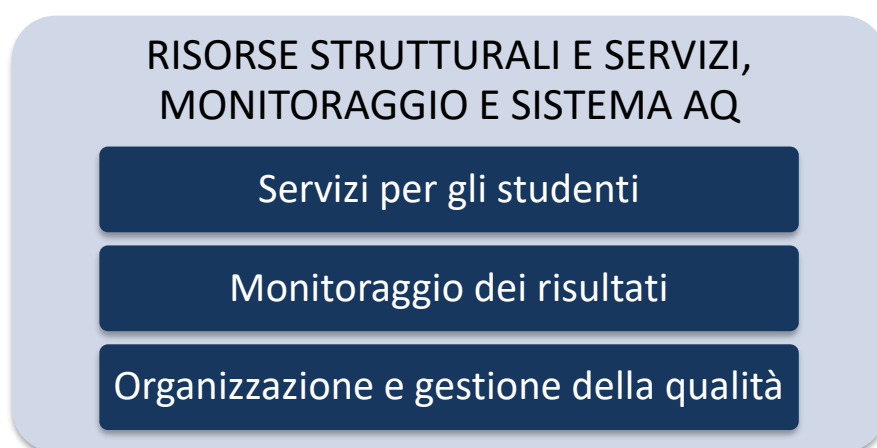 RISORSE STRUTTURALI E SERVIZI,
MONITORAGGIO E SISTEMA AQ
Servizi per gli studenti
Monitoraggio dei risultati
Organizzazione e gestione della qualità